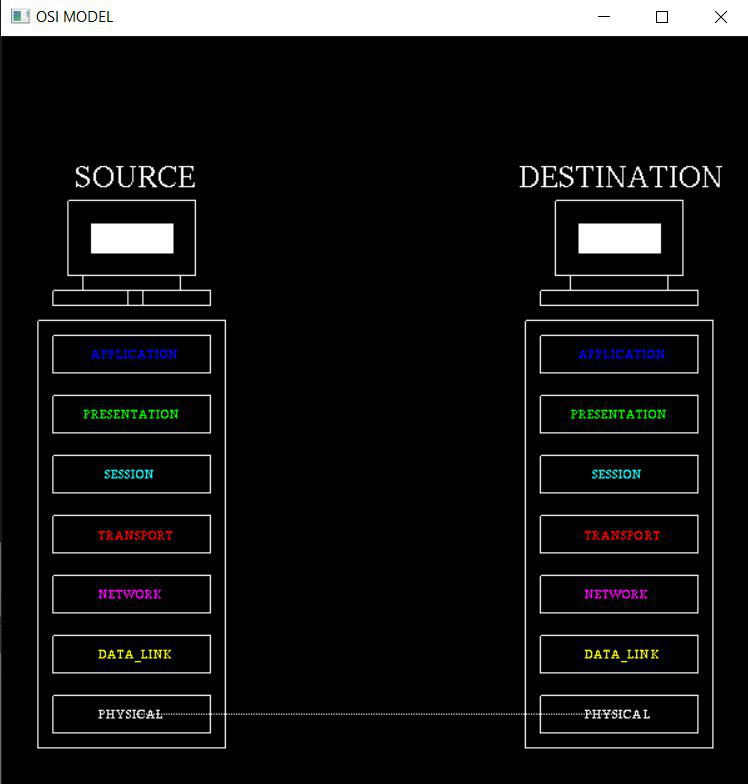 OSI MODEL
SOURCE
DESTINATION
APPLICATION
PRESENTATION
SESSION
TRANSPORT
NETWORK
DATA_LINK
PHYSICAL
APPLICATION
PRESENTATION
SESSION
TRANSPORT
NETWORK
DATA_LINK
PHYSICAL